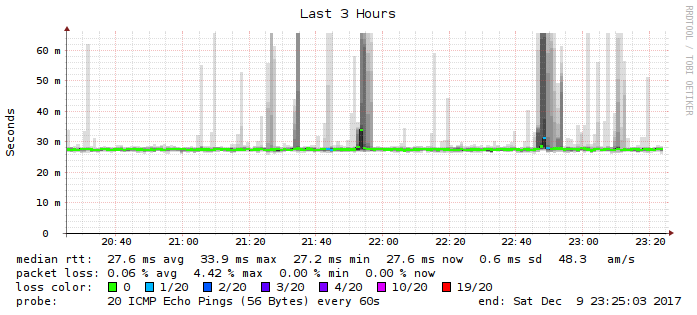 Last 3 Hours
RRDTOOL / TOBI OETIKER
Seconds
60 m
50 m
40 m
30 m
20 m
10 m
0
20:40 21:00 21:20 21:40 22:00 22:20 22:40 23:00 23:20
median rtt: 27.6 ms avg 33.9 ms max 27.2 ms min 27.6 ms now 0.6 ms sd 48.3 am/s
packet loss: 0.06 % avg 4.42 % max 0.00 % min 0.00 % now
loss color: 0 1/20 2/20 3/20 4/20 10/20 19/20
probe: 20 ICMP Echo Pings (56 Bytes) every 60s end: Sat Dec 9 23:25:03 2017